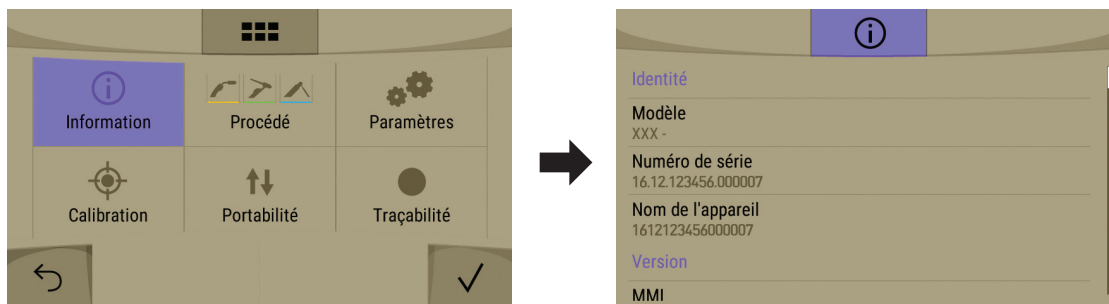 Information
Procédé
Paramètres
Calibration
Portabilité
Traçabilité
Identité
Modèle
XXX -
Numéro de série
16.12.123456.000007
Nom de l'appareil
1612123456000007
Version
MMI